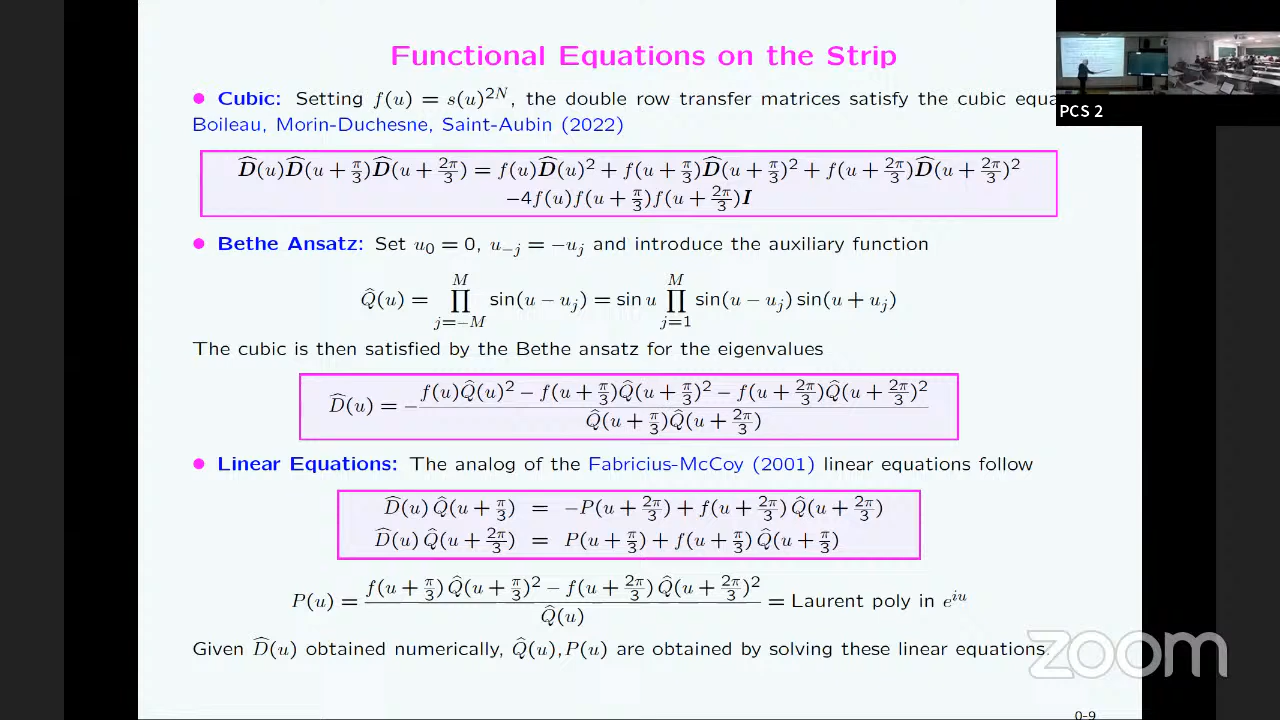 Functional Equations on the Strip
• Cubic: Setting f(u) = s(u)^{2N}, the double row transfer matrices satisfy the cubic equa
Boileau, Morin-Duchesne, Saint-Aubin (2022)
D̂(u)D̂(u + π/3)D̂(u + 2π/3) = f(u)D̂(u)² + f(u + π/3)D̂(u + π/3)² + f(u + 2π/3)D̂(u + 2π/3)²
−4f(u)f(u + π/3)f(u + 2π/3)I
• Bethe Ansatz: Set u₀ = 0, u₋ⱼ = −uⱼ and introduce the auxiliary function
Q̂(u) = ∏_{j=−M}^{M} sin(u − uⱼ) = sin u ∏_{j=1}^{M} sin(u − uⱼ) sin(u + uⱼ)
The cubic is then satisfied by the Bethe ansatz for the eigenvalues
D̂(u) = − (f(u)Q̂(u)² − f(u + π/3)Q̂(u + π/3)² − f(u + 2π/3)Q̂(u + 2π/3)²) / (Q̂(u + π/3)Q̂(u + 2π/3))
• Linear Equations: The analog of the Fabricius-McCoy (2001) linear equations follow
D̂(u) Q̂(u + π/3) = −P(u + 2π/3) + f(u + 2π/3) Q̂(u + 2π/3)
D̂(u) Q̂(u + 2π/3) = P(u + π/3) + f(u + π/3) Q̂(u + π/3)
P(u) = (f(u + π/3) Q̂(u + π/3)² − f(u + 2π/3) Q̂(u + 2π/3)²) / Q̂(u) = Laurent poly in e^{iu}
Given D̂(u) obtained numerically, Q̂(u), P(u) are obtained by solving these linear equations.
0-9
PCS 2
zoom